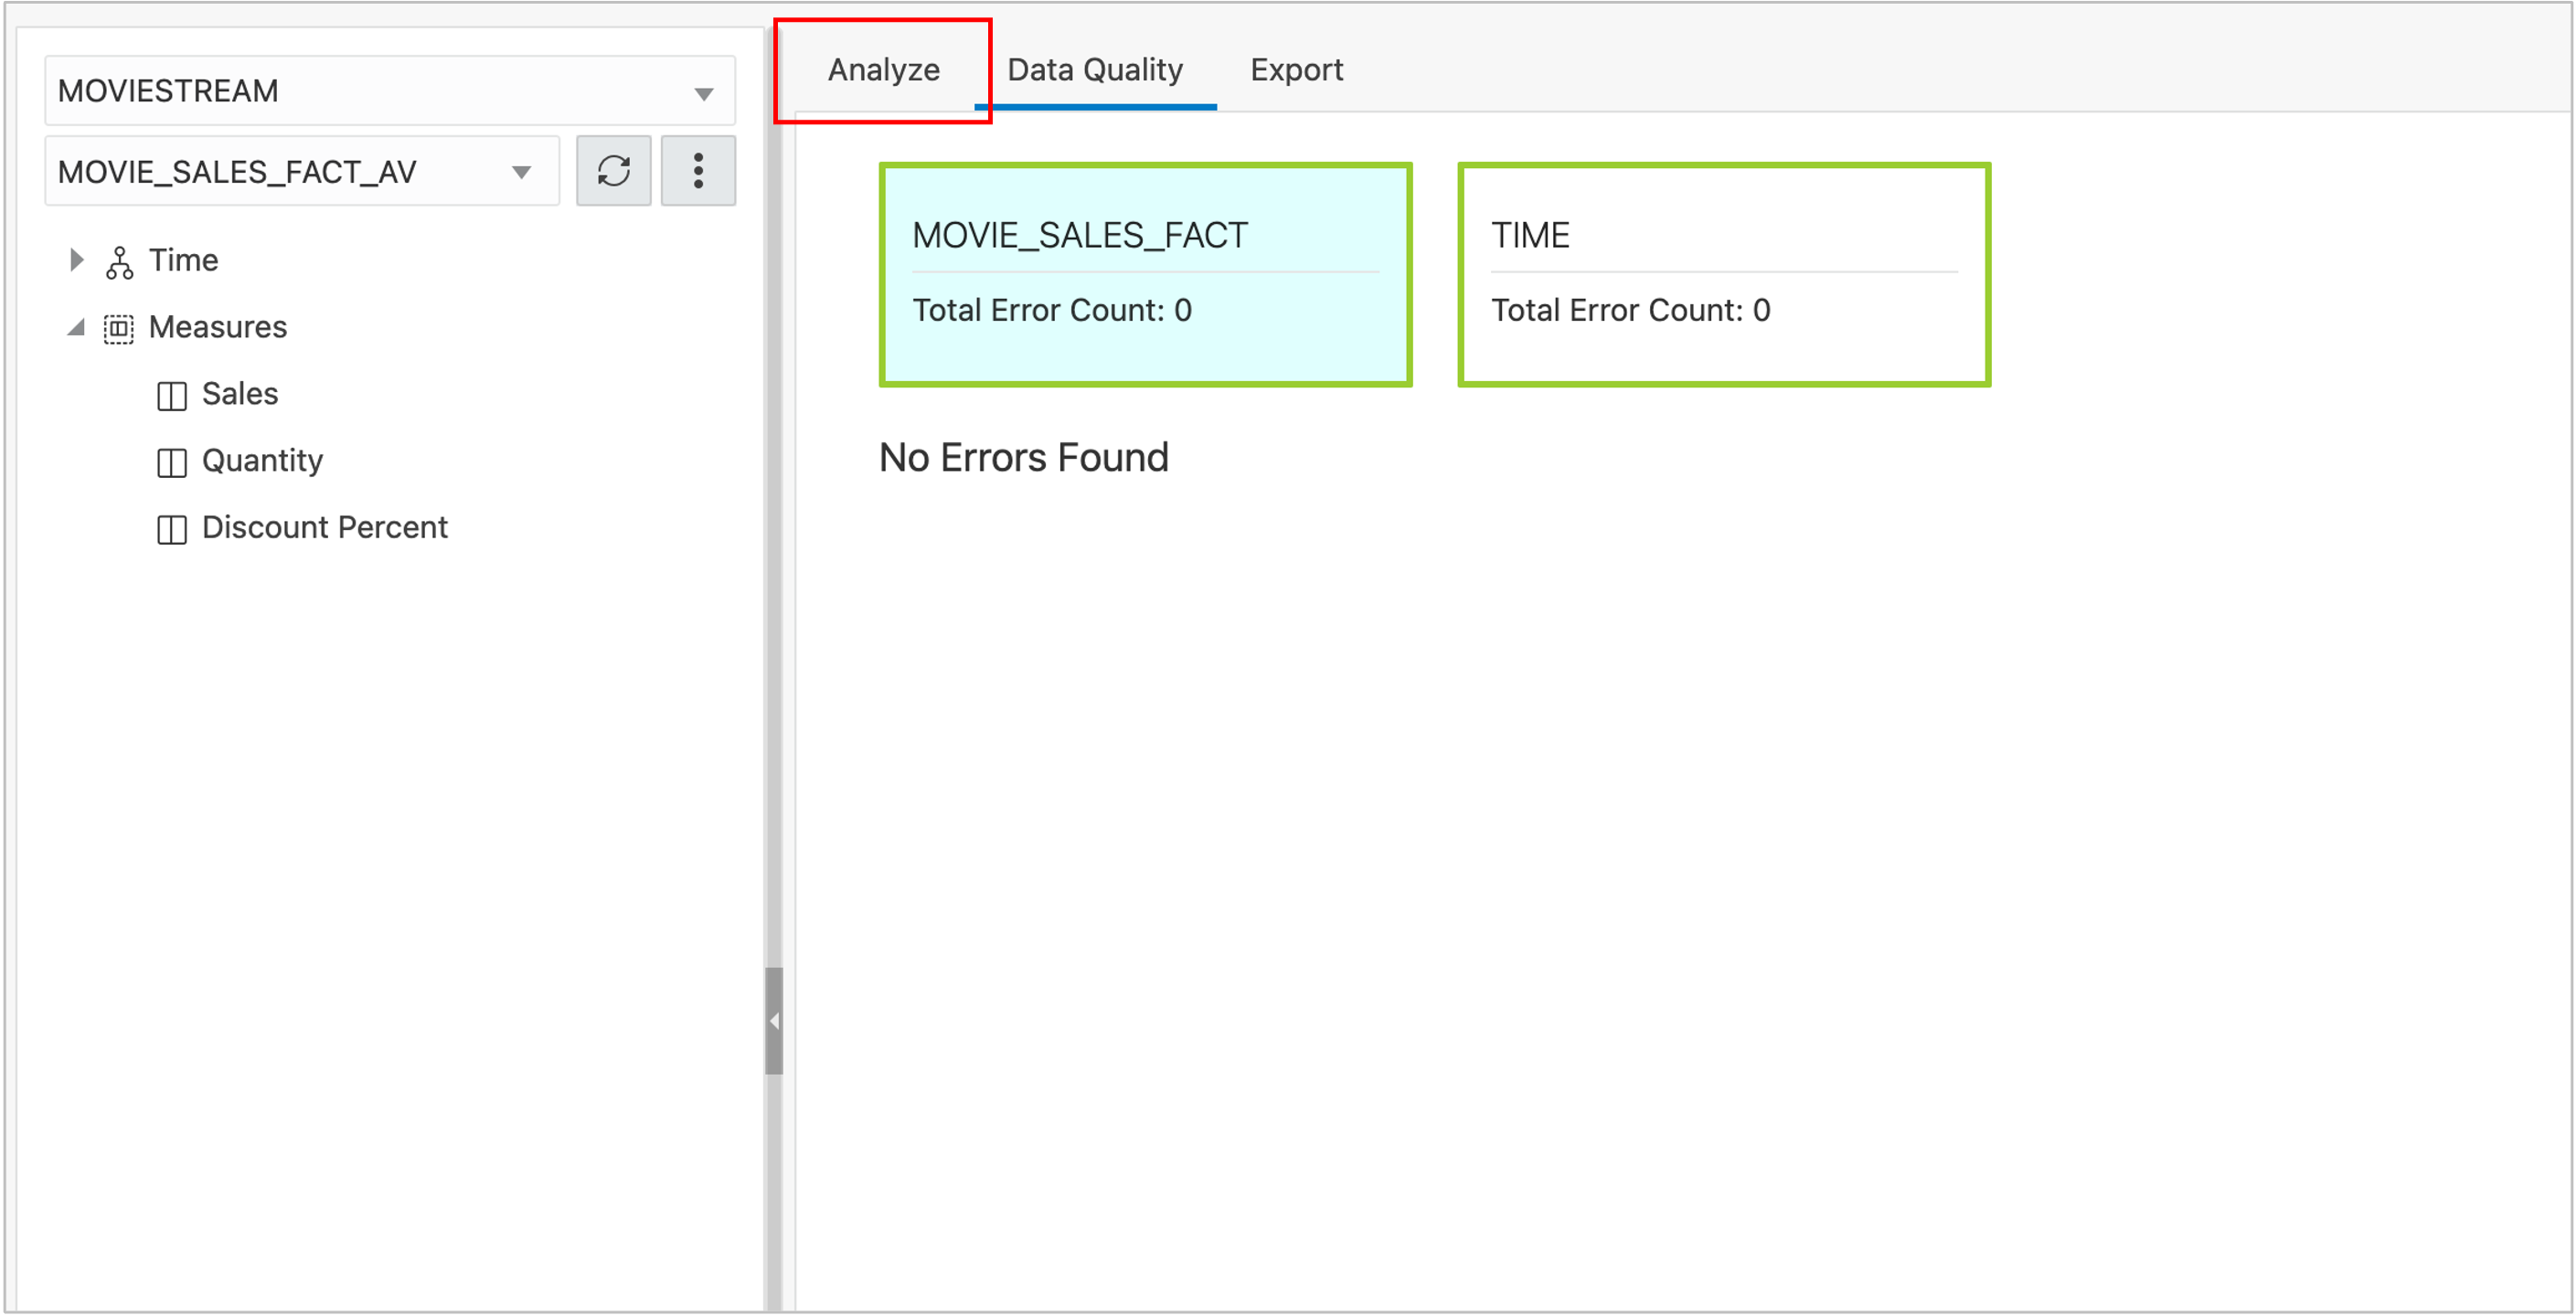 MOVIESTREAM
MOVIE_SALES_FACT_AV
Time
Measures
Sales
Quantity
Discount Percent
Analyze Data Quality Export
MOVIE_SALES_FACT
Total Error Count: 0
TIME
Total Error Count: 0
No Errors Found